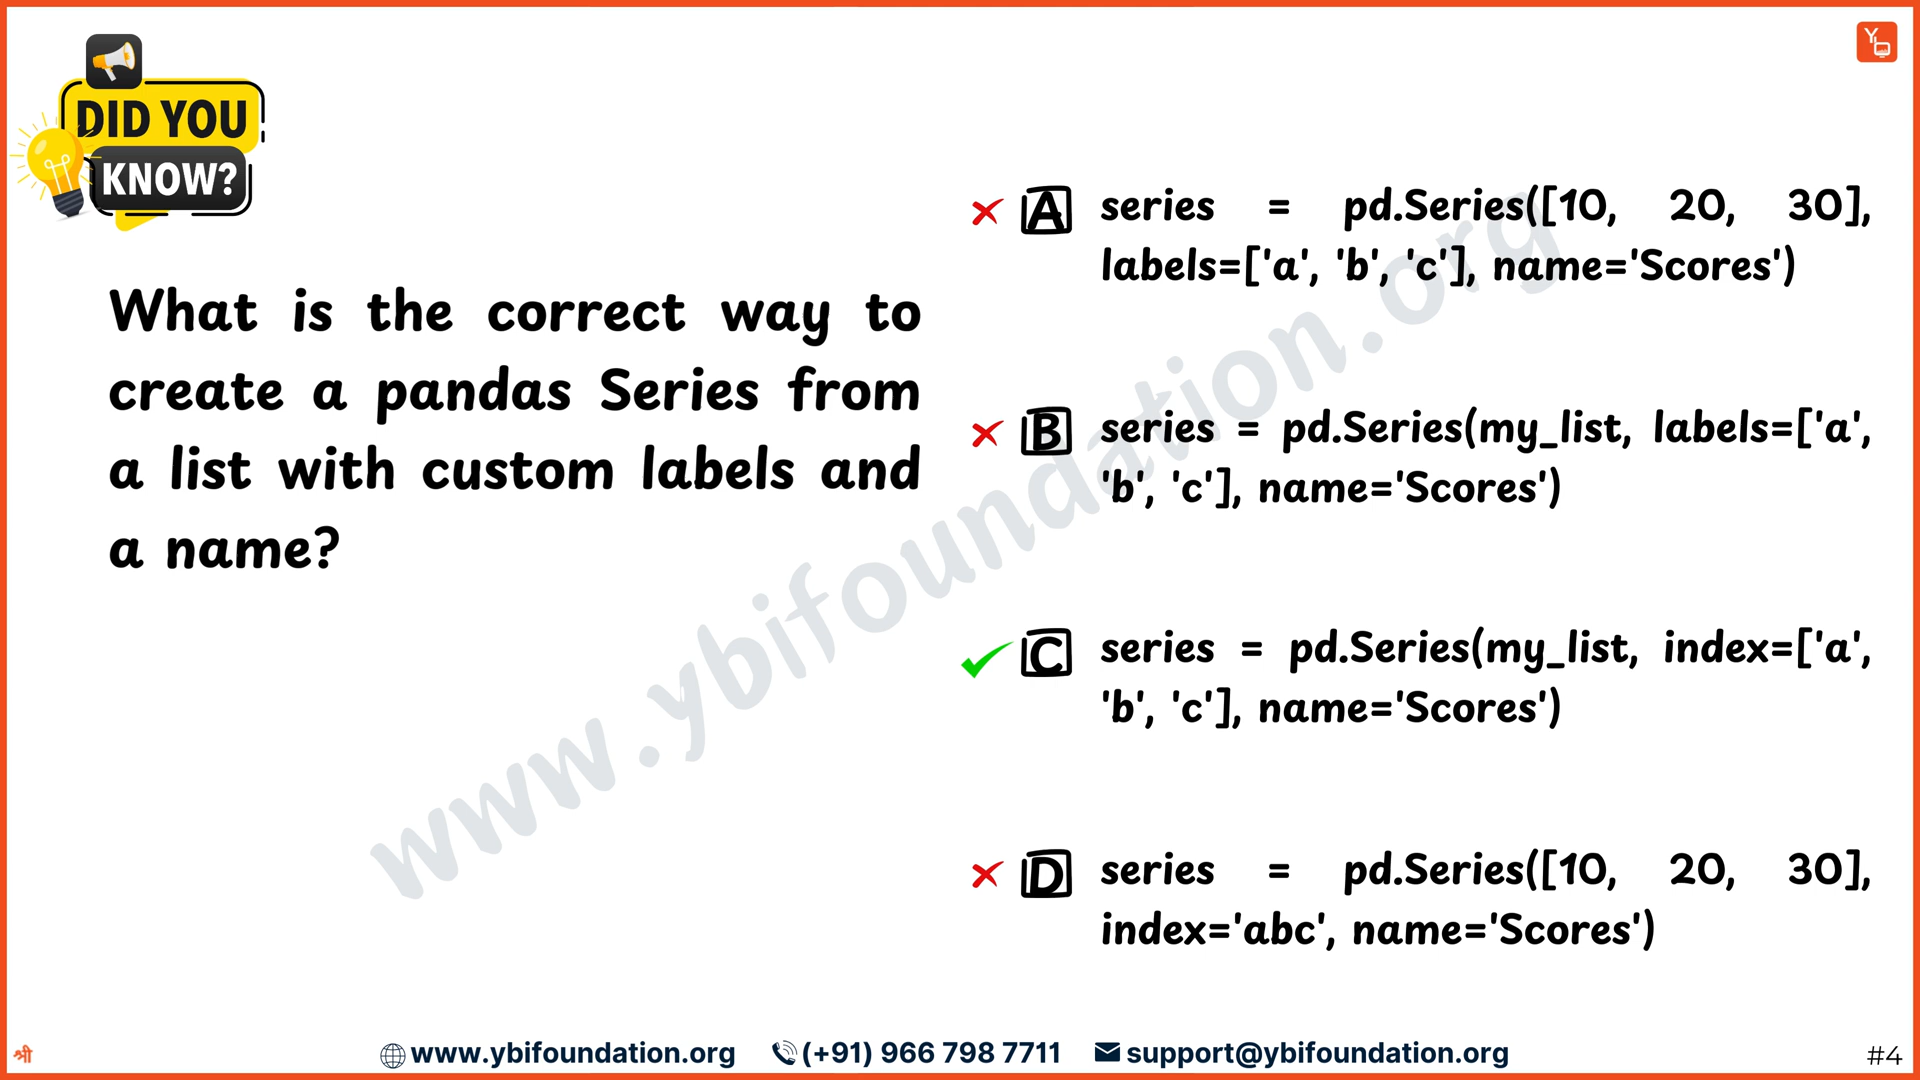 DID YOU
KNOW?
What is the correct way to
create a pandas Series from
a list with custom labels and
a name?
A series = pd.Series([10, 20, 30],
labels=['a', 'b', 'c'], name='Scores')
B series = pd.Series(my_list, labels=['a',
'b', 'c'], name='Scores')
C series = pd.Series(my_list, index=['a',
'b', 'c'], name='Scores')
D series = pd.Series([10, 20, 30],
index='abc', name='Scores')
www.ybifoundation.org
श्री
www.ybifoundation.org (+91) 966 798 7711 support@ybifoundation.org
#4